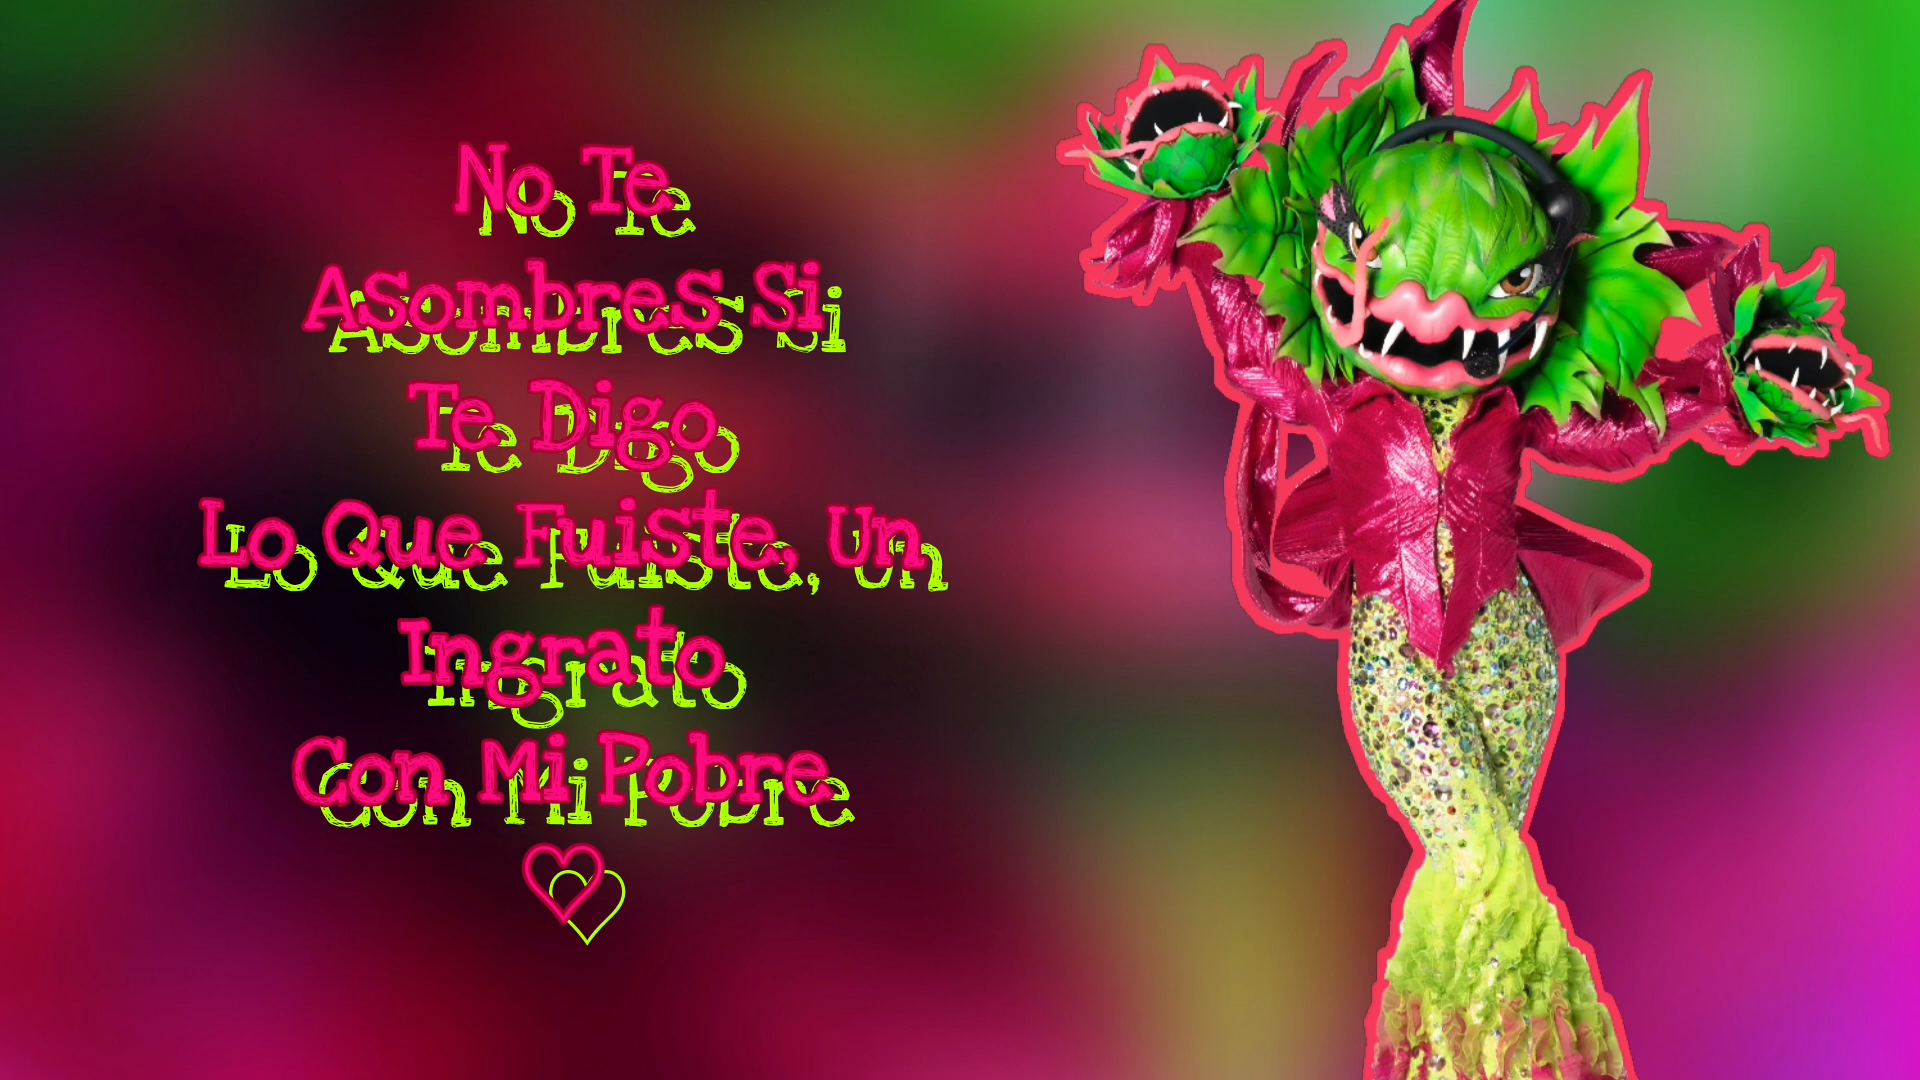 No Te
Asombres Si
Te Digo
Lo Que Fuiste, Un
Ingrato
Con Mi Pobre
♡